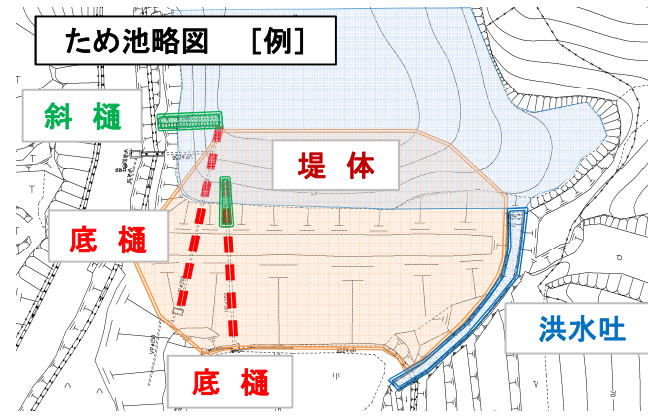 ため池略図 ［例］
斜 樋
堤 体
底 樋
洪水吐
底 樋